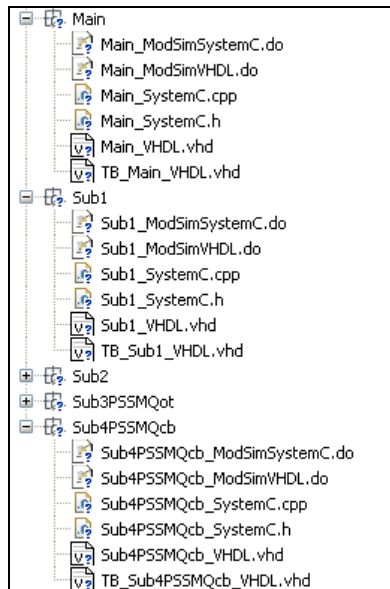 Main
Main_ModSimSystemC.do
Main_ModSimVHDL.do
Main_SystemC.cpp
Main_SystemC.h
Main_VHDL.vhd
TB_Main_VHDL.vhd
Sub1
Sub1_ModSimSystemC.do
Sub1_ModSimVHDL.do
Sub1_SystemC.cpp
Sub1_SystemC.h
Sub1_VHDL.vhd
TB_Sub1_VHDL.vhd
Sub2
Sub3PSSMQot
Sub4PSSMQcb
Sub4PSSMQcb_ModSimSystemC.do
Sub4PSSMQcb_ModSimVHDL.do
Sub4PSSMQcb_SystemC.cpp
Sub4PSSMQcb_SystemC.h
Sub4PSSMQcb_VHDL.vhd
TB_Sub4PSSMQcb_VHDL.vhd